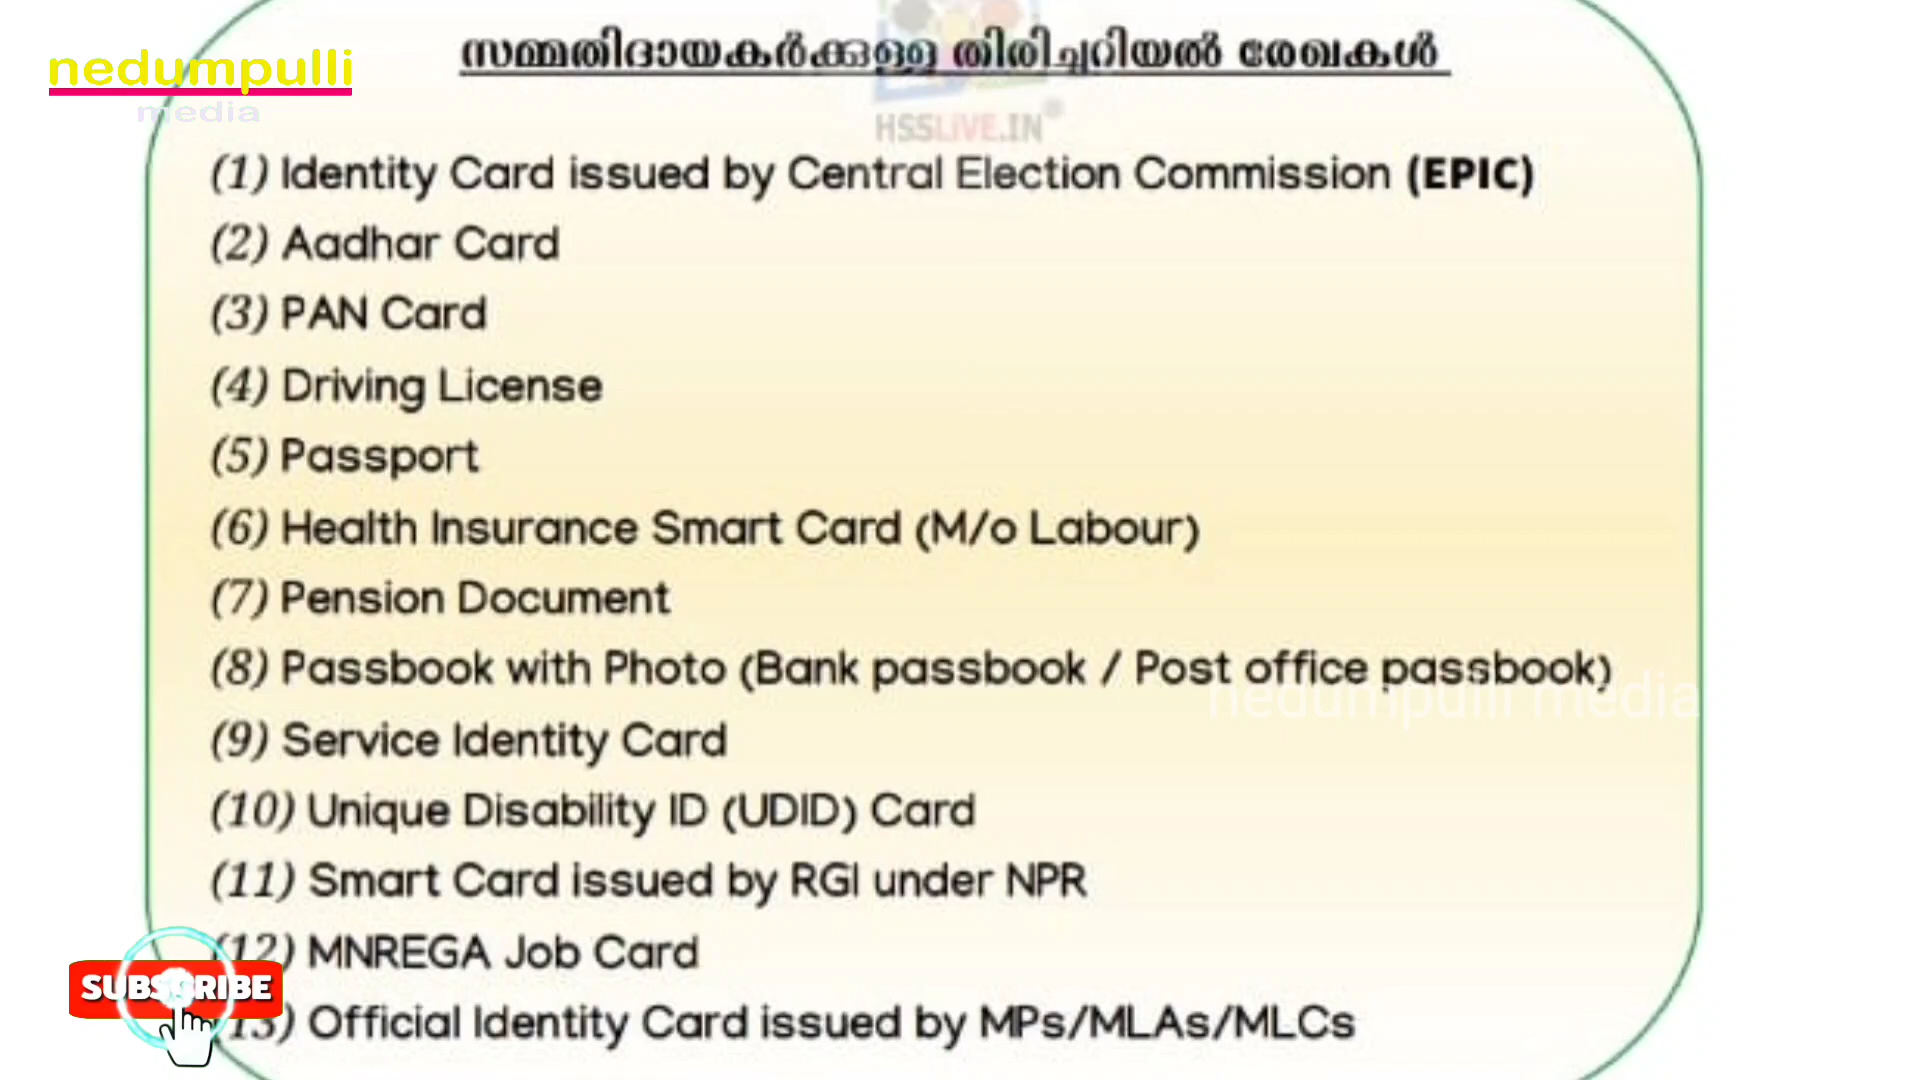 സമ്മതിദായകർക്കുള്ള തിരിച്ചറിയൽ രേഖകൾ
nedumpulli
media
HSSLIVE.IN®
(1) Identity Card issued by Central Election Commission (EPIC)
(2) Aadhar Card
(3) PAN Card
(4) Driving License
(5) Passport
(6) Health Insurance Smart Card (M/o Labour)
(7) Pension Document
(8) Passbook with Photo (Bank passbook / Post office passbook)
nedumpulli media
(9) Service Identity Card
(10) Unique Disability ID (UDID) Card
(11) Smart Card issued by RGI under NPR
(12) MNREGA Job Card
SUBSCRIBE
(13) Official Identity Card issued by MPs/MLAs/MLCs